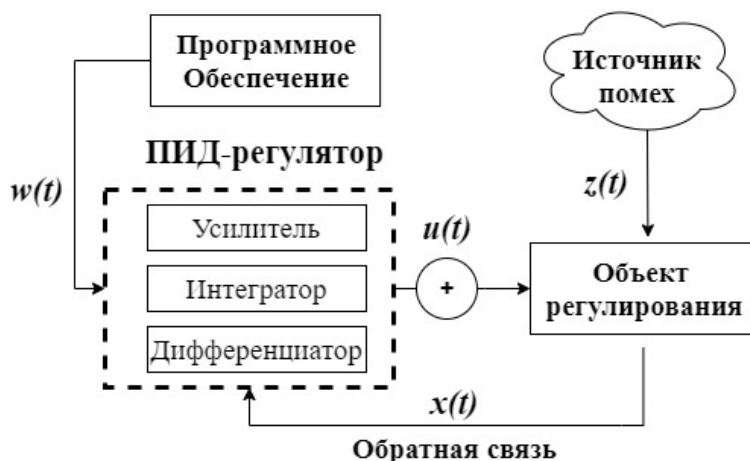 Программное
Обеспечение
Источник
помех
ПИД-регулятор
w(t)
z(t)
Усилитель
u(t)
Интегратор
+
Объект
регулирования
Дифференциатор
x(t)
Обратная связь